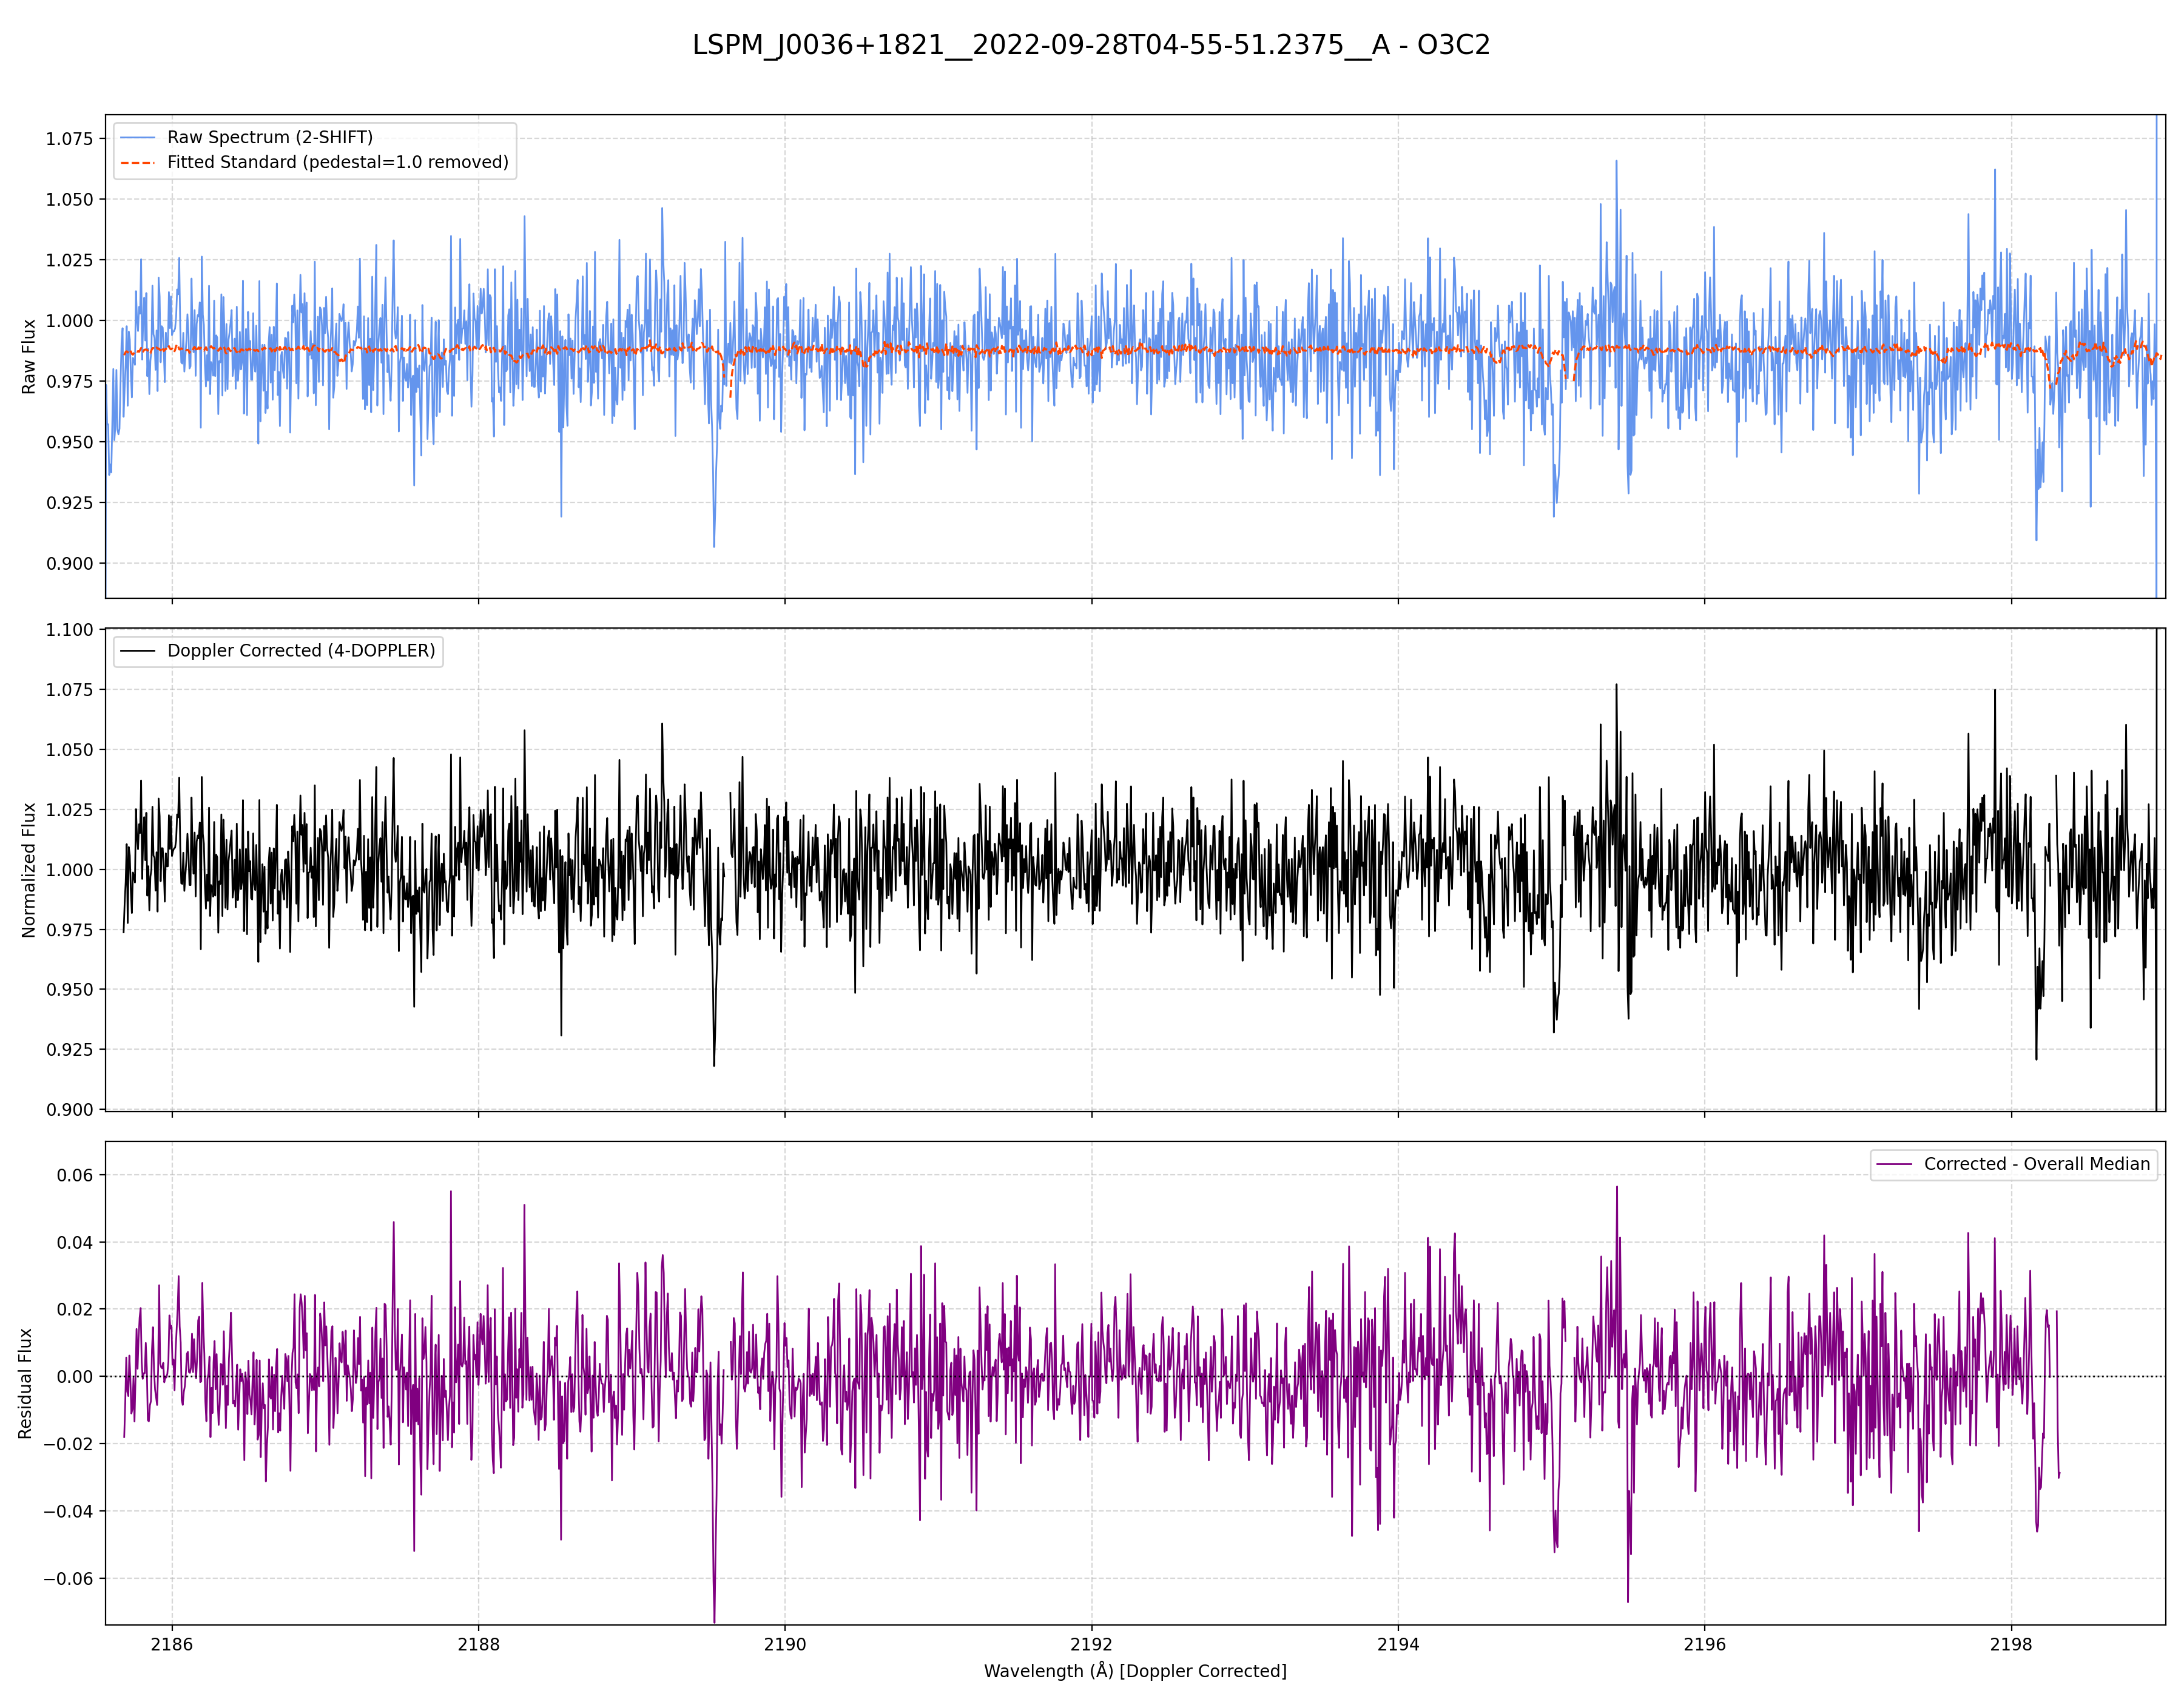 LSPM_J0036+1821__2022-09-28T04-55-51.2375__A - O3C2
Raw Spectrum (2-SHIFT)
Fitted Standard (pedestal=1.0 removed)
Raw Flux
1.075
1.050
1.025
1.000
0.975
0.950
0.925
0.900
Doppler Corrected (4-DOPPLER)
Normalized Flux
1.100
1.075
1.050
1.025
1.000
0.975
0.950
0.925
0.900
Corrected - Overall Median
Residual Flux
0.06
0.04
0.02
0.00
−0.02
−0.04
−0.06
2186 2188 2190 2192 2194 2196 2198
Wavelength (Å) [Doppler Corrected]